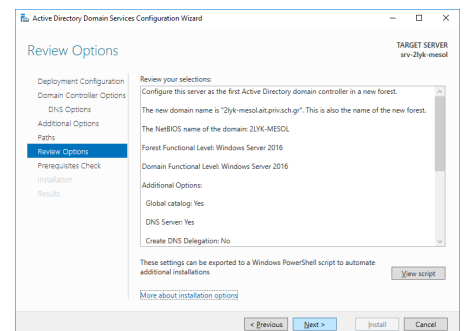 Active Directory Domain Services Configuration Wizard
Review Options
TARGET SERVER
srv-2lyk-mesol
Deployment Configuration
Domain Controller Options
DNS Options
Additional Options
Paths
Review Options
Prerequisites Check
Installation
Results
Review your selections:
Configure this server as the first Active Directory domain controller in a new forest.
The new domain name is "2lyk-mesol.ait.priv.sch.gr". This is also the name of the new forest.
The NetBIOS name of the domain: 2LYK-MESOL
Forest Functional Level: Windows Server 2016
Domain Functional Level: Windows Server 2016
Additional Options:
Global catalog: Yes
DNS Server: Yes
Create DNS Delegation: No
These settings can be exported to a Windows PowerShell script to automate
additional installations
View script
More about installation options
< Previous
Next >
Install
Cancel